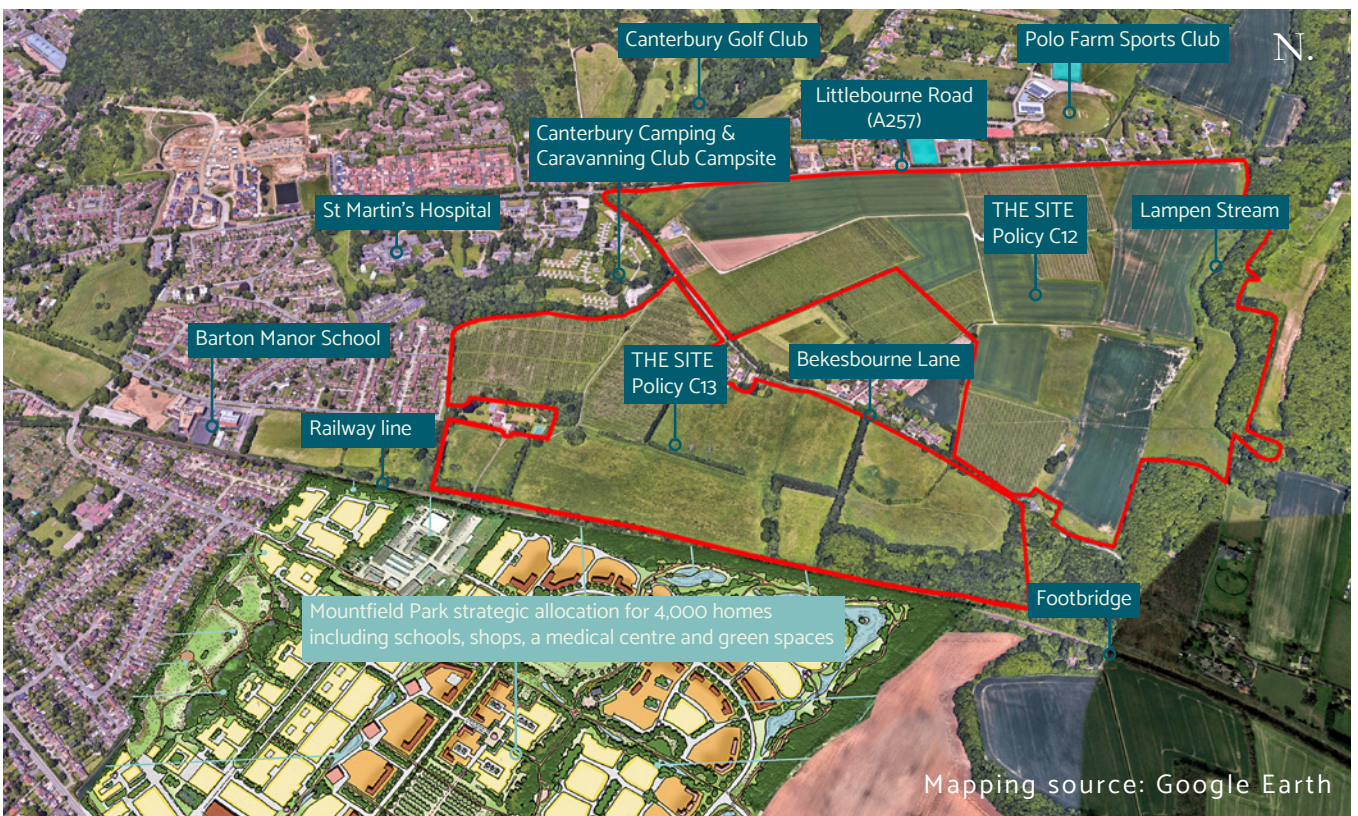 Canterbury Golf Club
Polo Farm Sports Club
N.
Littlebourne Road
(A257)
Canterbury Camping &
Caravanning Club Campsite
St Martin's Hospital
THE SITE
Policy C12
Lampen Stream
Barton Manor School
THE SITE
Policy C13
Bekesbourne Lane
Railway line
Footbridge
Mountfield Park strategic allocation for 4,000 homes
including schools, shops, a medical centre and green spaces
Mapping source: Google Earth